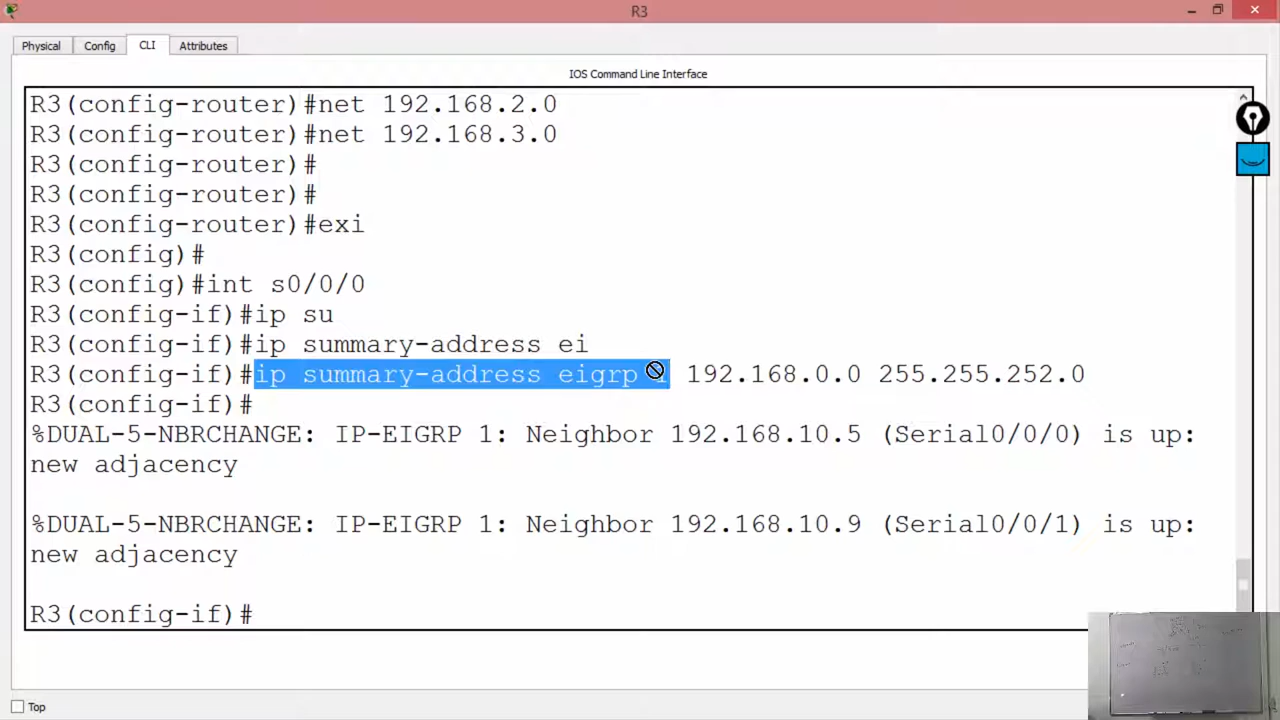 R3
Physical Config CLI Attributes
IOS Command Line Interface
R3(config-router)#net 192.168.2.0
R3(config-router)#net 192.168.3.0
R3(config-router)#
R3(config-router)#
R3(config-router)#exi
R3(config)#
R3(config)#int s0/0/0
R3(config-if)#ip su
R3(config-if)#ip summary-address ei
R3(config-if)#ip summary-address eigrp 192.168.0.0 255.255.252.0
R3(config-if)#
%DUAL-5-NBRCHANGE: IP-EIGRP 1: Neighbor 192.168.10.5 (Serial0/0/0) is up:
new adjacency
%DUAL-5-NBRCHANGE: IP-EIGRP 1: Neighbor 192.168.10.9 (Serial0/0/1) is up:
new adjacency
R3(config-if)#
Top